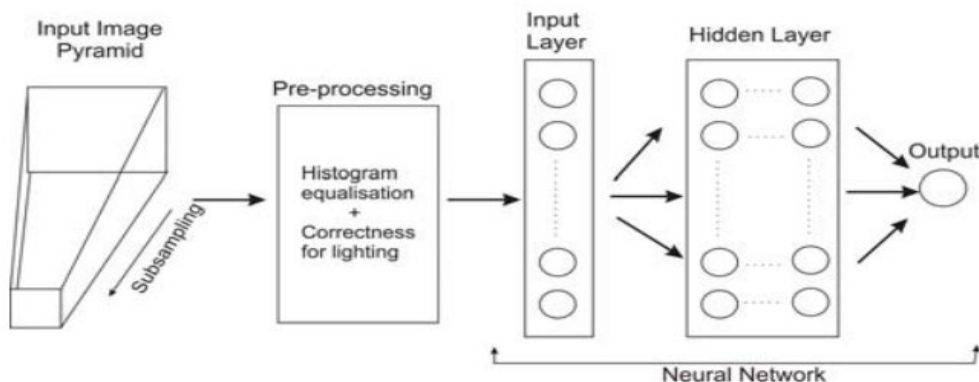 Input Image
Pyramid
Subsampling
Pre-processing
Histogram
equalisation
+
Correctness
for lighting
Input
Layer
Hidden Layer
Output
Neural Network